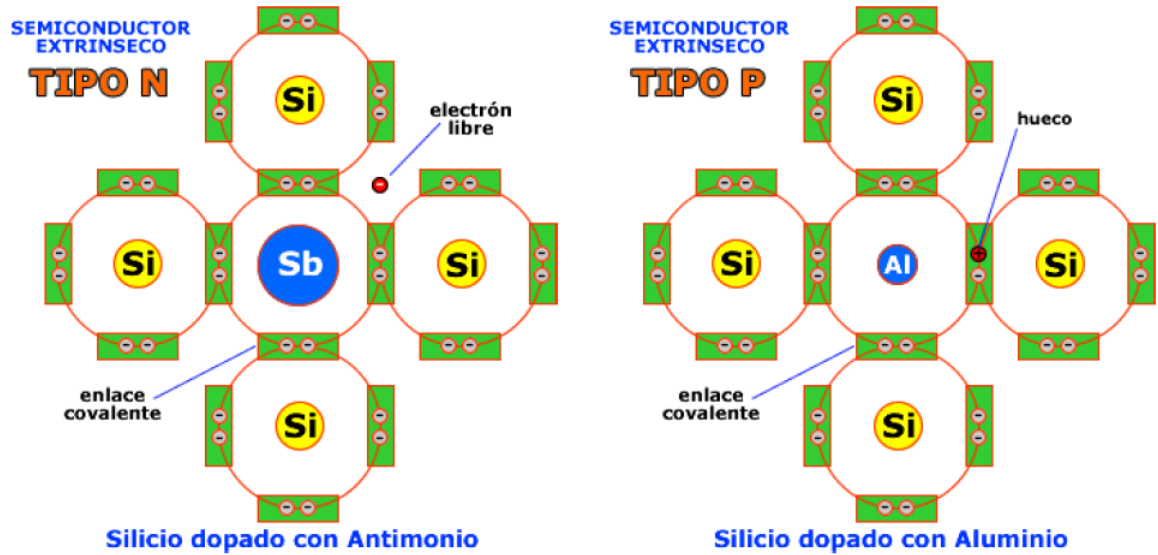 SEMICONDUCTOR
EXTRINSECO
TIPO N
Si
electrón
libre
Si
Sb
Si
enlace
covalente
Si
Silicio dopado con Antimonio
SEMICONDUCTOR
EXTRINSECO
TIPO P
Si
hueco
Si
Al
Si
enlace
covalente
Si
Silicio dopado con Aluminio